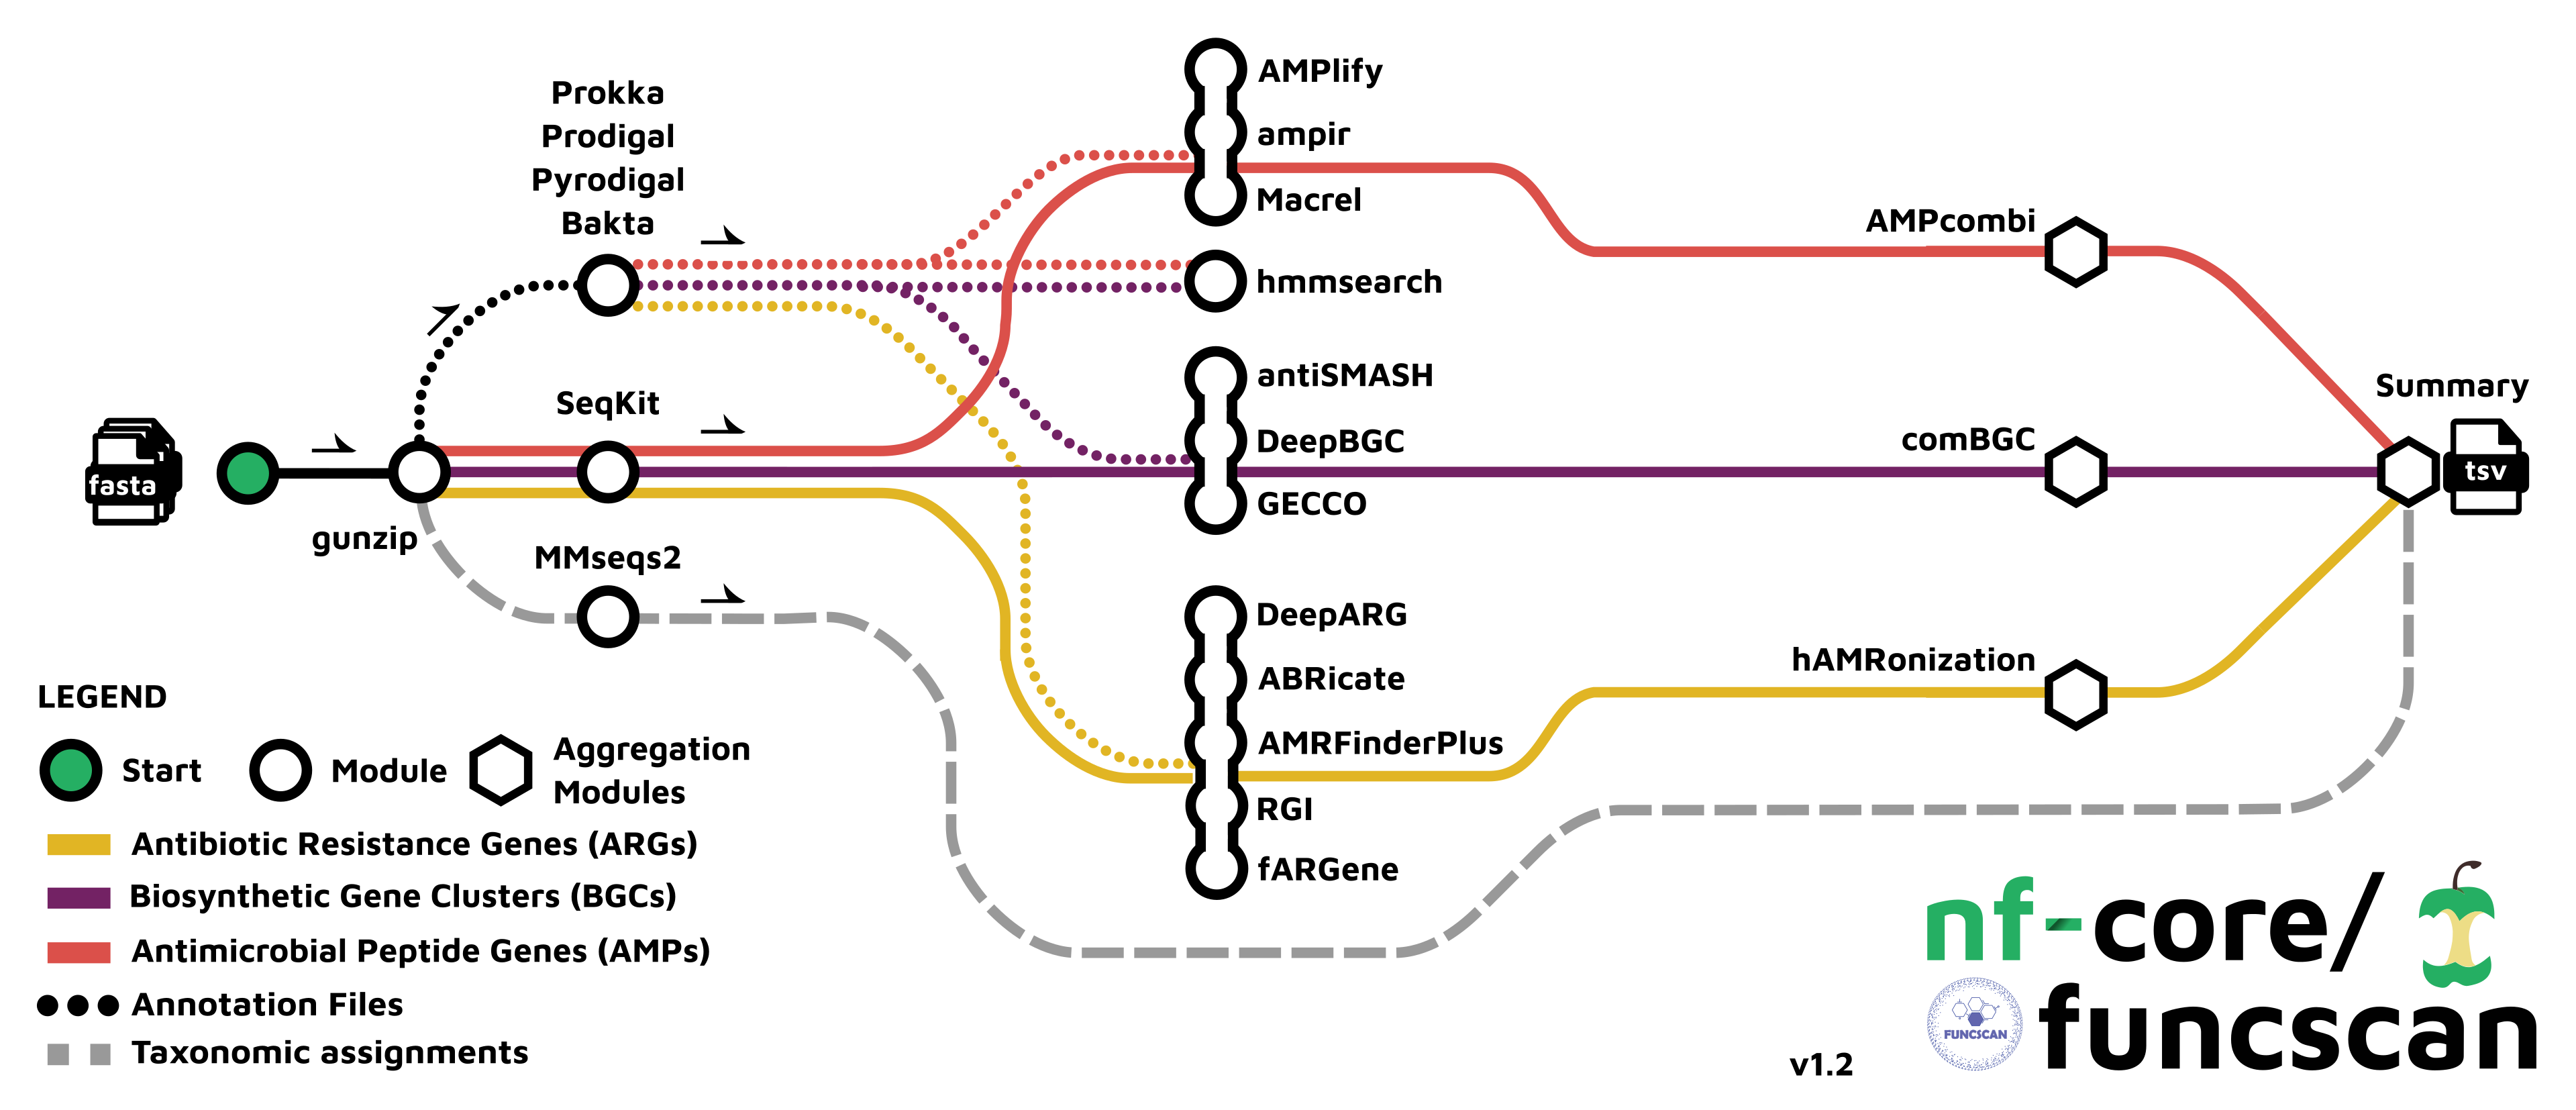 Prokka
Prodigal
Pyrodigal
Bakta
AMPlify
ampir
Macrel
hmmsearch
AMPcombi
antiSMASH
DeepBGC
GECCO
comBGC
Summary
tsv
fasta
gunzip
SeqKit
MMseqs2
DeepARG
ABRicate
AMRFinderPlus
RGI
fARGene
hAMRonization
LEGEND
Start
Module
Aggregation
Modules
Antibiotic Resistance Genes (ARGs)
Biosynthetic Gene Clusters (BGCs)
Antimicrobial Peptide Genes (AMPs)
Annotation Files
Taxonomic assignments
nf-core/
FUNCSCAN
funcscan
v1.2